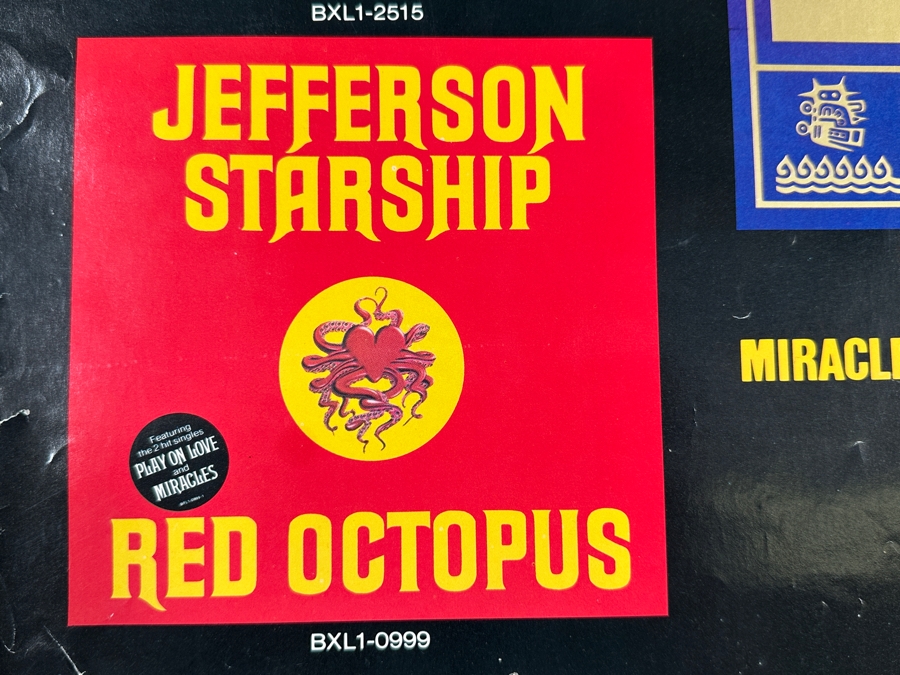 BXL1-2515
JEFFERSON
STARSHIP
Featuring
the 2 hit singles
PLAY ON LOVE
and
MIRACLES
RED OCTOPUS
BXL1-0999
MIRACL